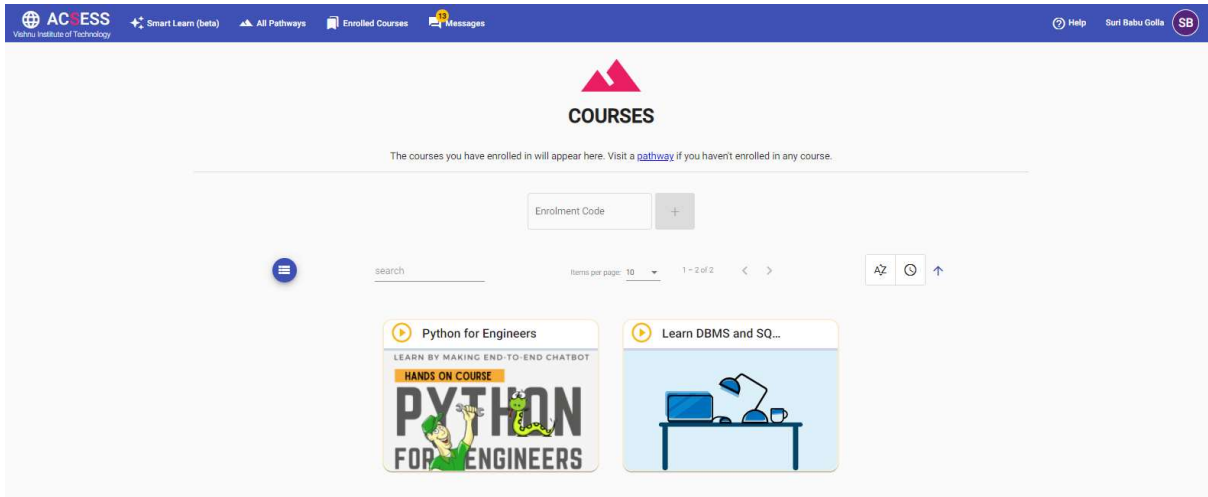 ACSESS
Vishnu Institute of Technology
Smart Learn (beta)
All Pathways
Enrolled Courses
13
Messages
Help
Suri Babu Golla
SB
COURSES
The courses you have enrolled in will appear here. Visit a pathway if you haven't enrolled in any course.
Enrolment Code
+
search
Items per page: 10
1 – 2 of 2
AZ
Python for Engineers
LEARN BY MAKING END-TO-END CHATBOT
HANDS ON COURSE
PYTHON
FOR ENGINEERS
Learn DBMS and SQ...